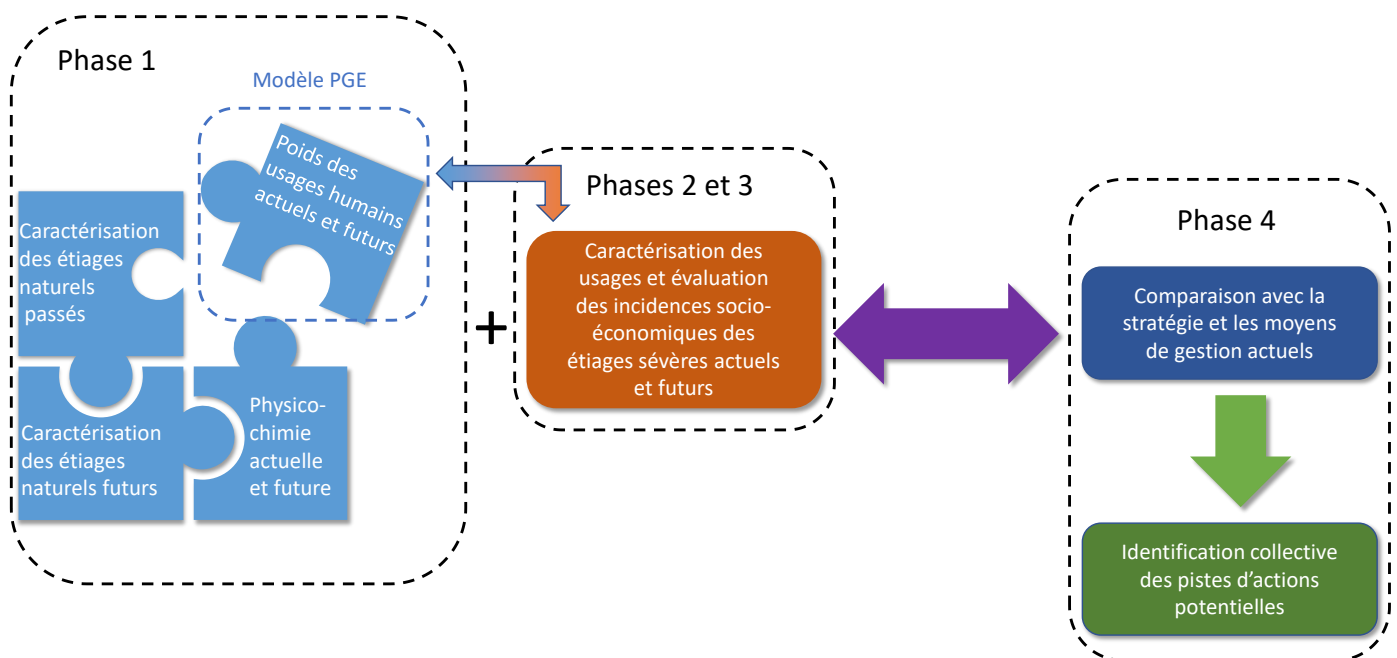 Phase 1
Modèle PGE
Poids des
usages humains
actuels et futurs
Caractérisation
des étiages
naturels
passés
Caractérisation
des étiages
naturels futurs
Physico-
chimie
actuelle
et future
+
Phases 2 et 3
Caractérisation des
usages et évaluation
des incidences socio-
économiques des
étiages sévères actuels
et futurs
Phase 4
Comparaison avec la
stratégie et les moyens
de gestion actuels
Identification collective
des pistes d’actions
potentielles